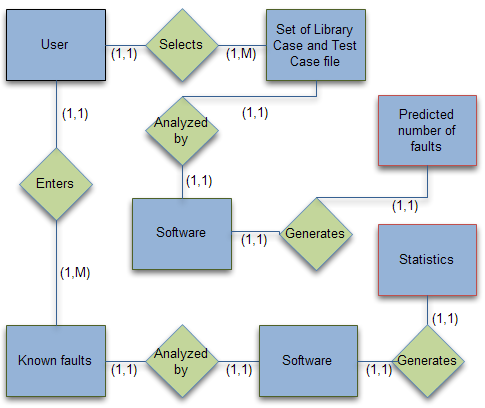 User
(1,1)
Selects
(1,M)
Set of Library
Case and Test
Case file
(1,1)
(1,1)
Analyzed
by
Predicted
number of
faults
(1,1)
Enters
(1,1)
Software
(1,1)
Generates
(1,M)
Statistics
(1,1)
Known faults
(1,1)
Analyzed
by
(1,1)
Software
(1,1)
Generates